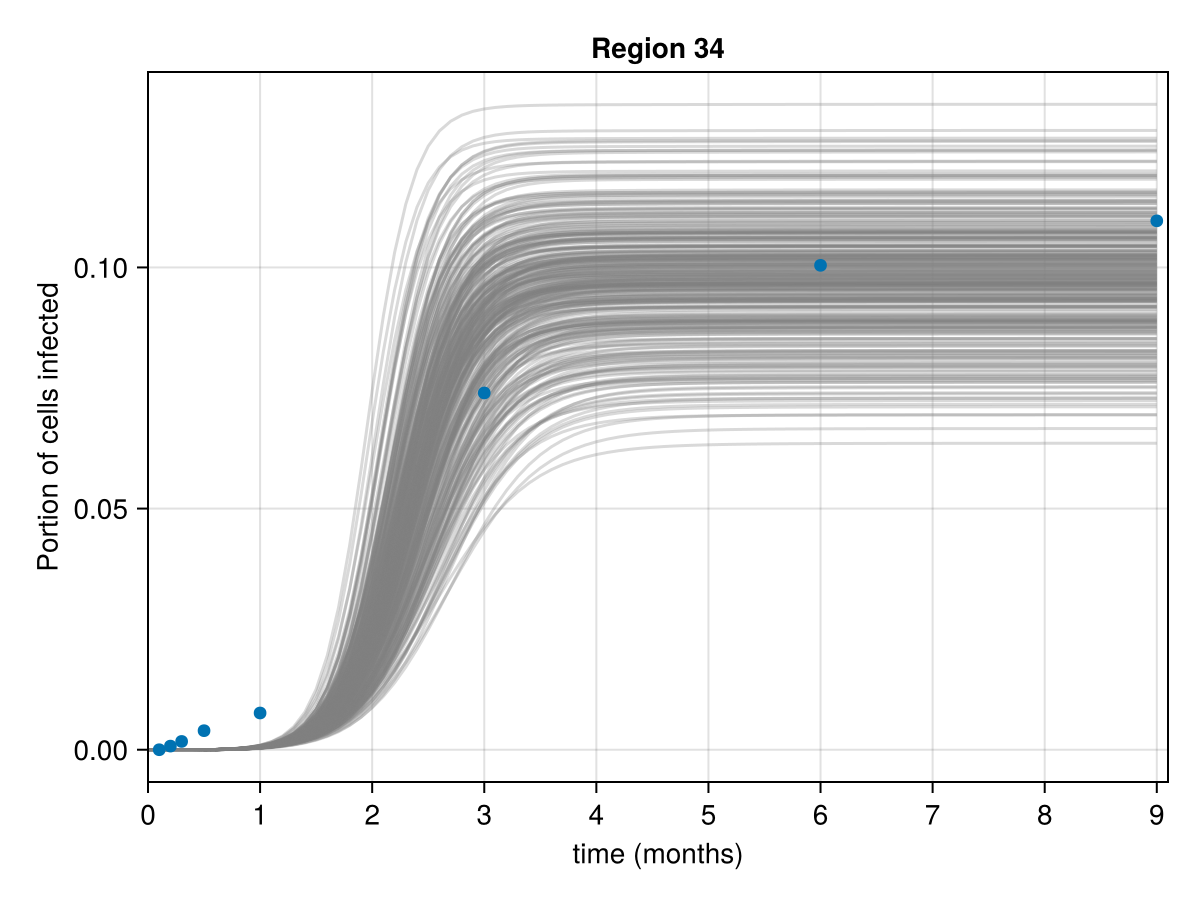 Region 34
Portion of cells infected
0.10
0.05
0.00
0 1 2 3 4 5 6 7 8 9
time (months)